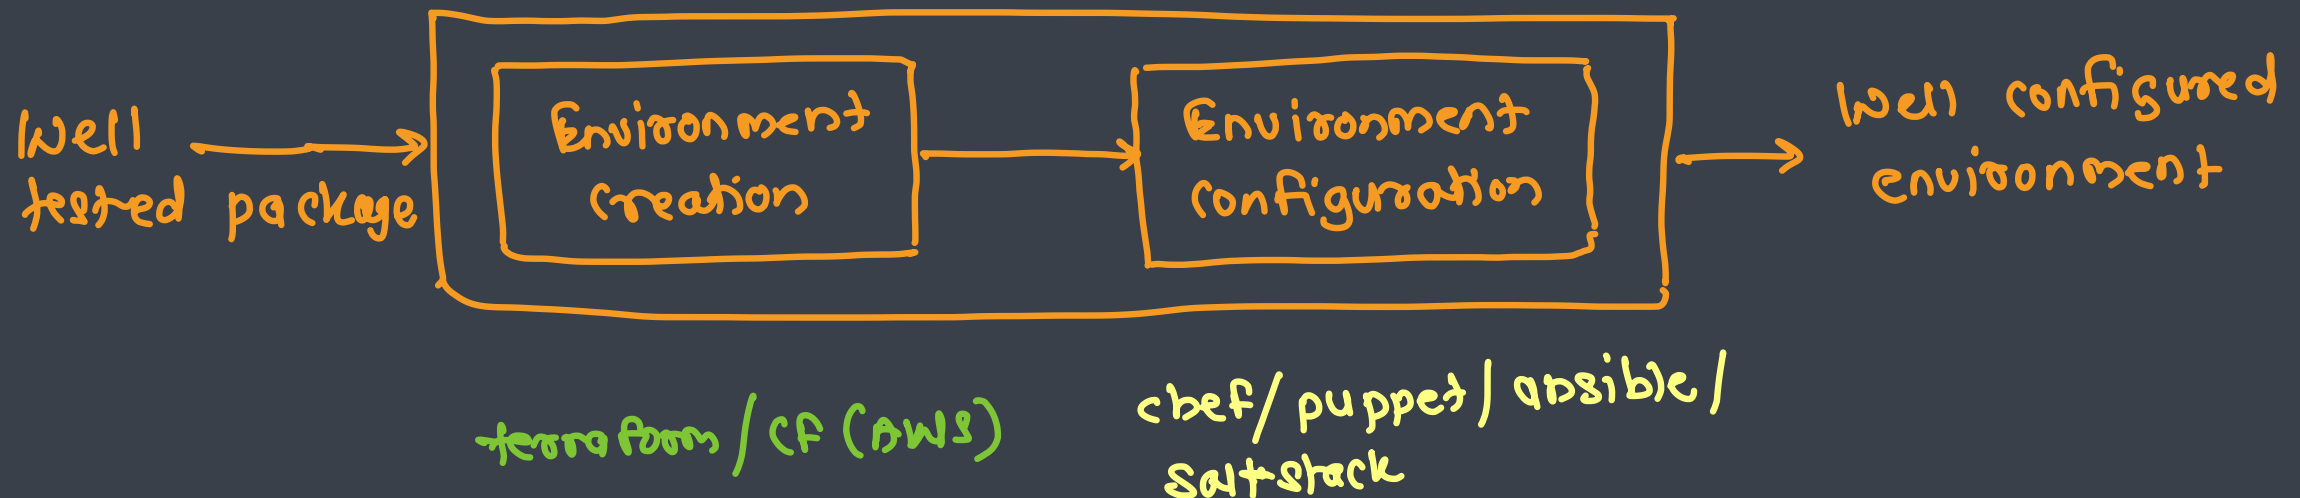 Well
tested package
Environment
creation
Environment
configuration
Well configured
environment
terraform/CF (AWS)
chef/puppet/ansible/
saltstack